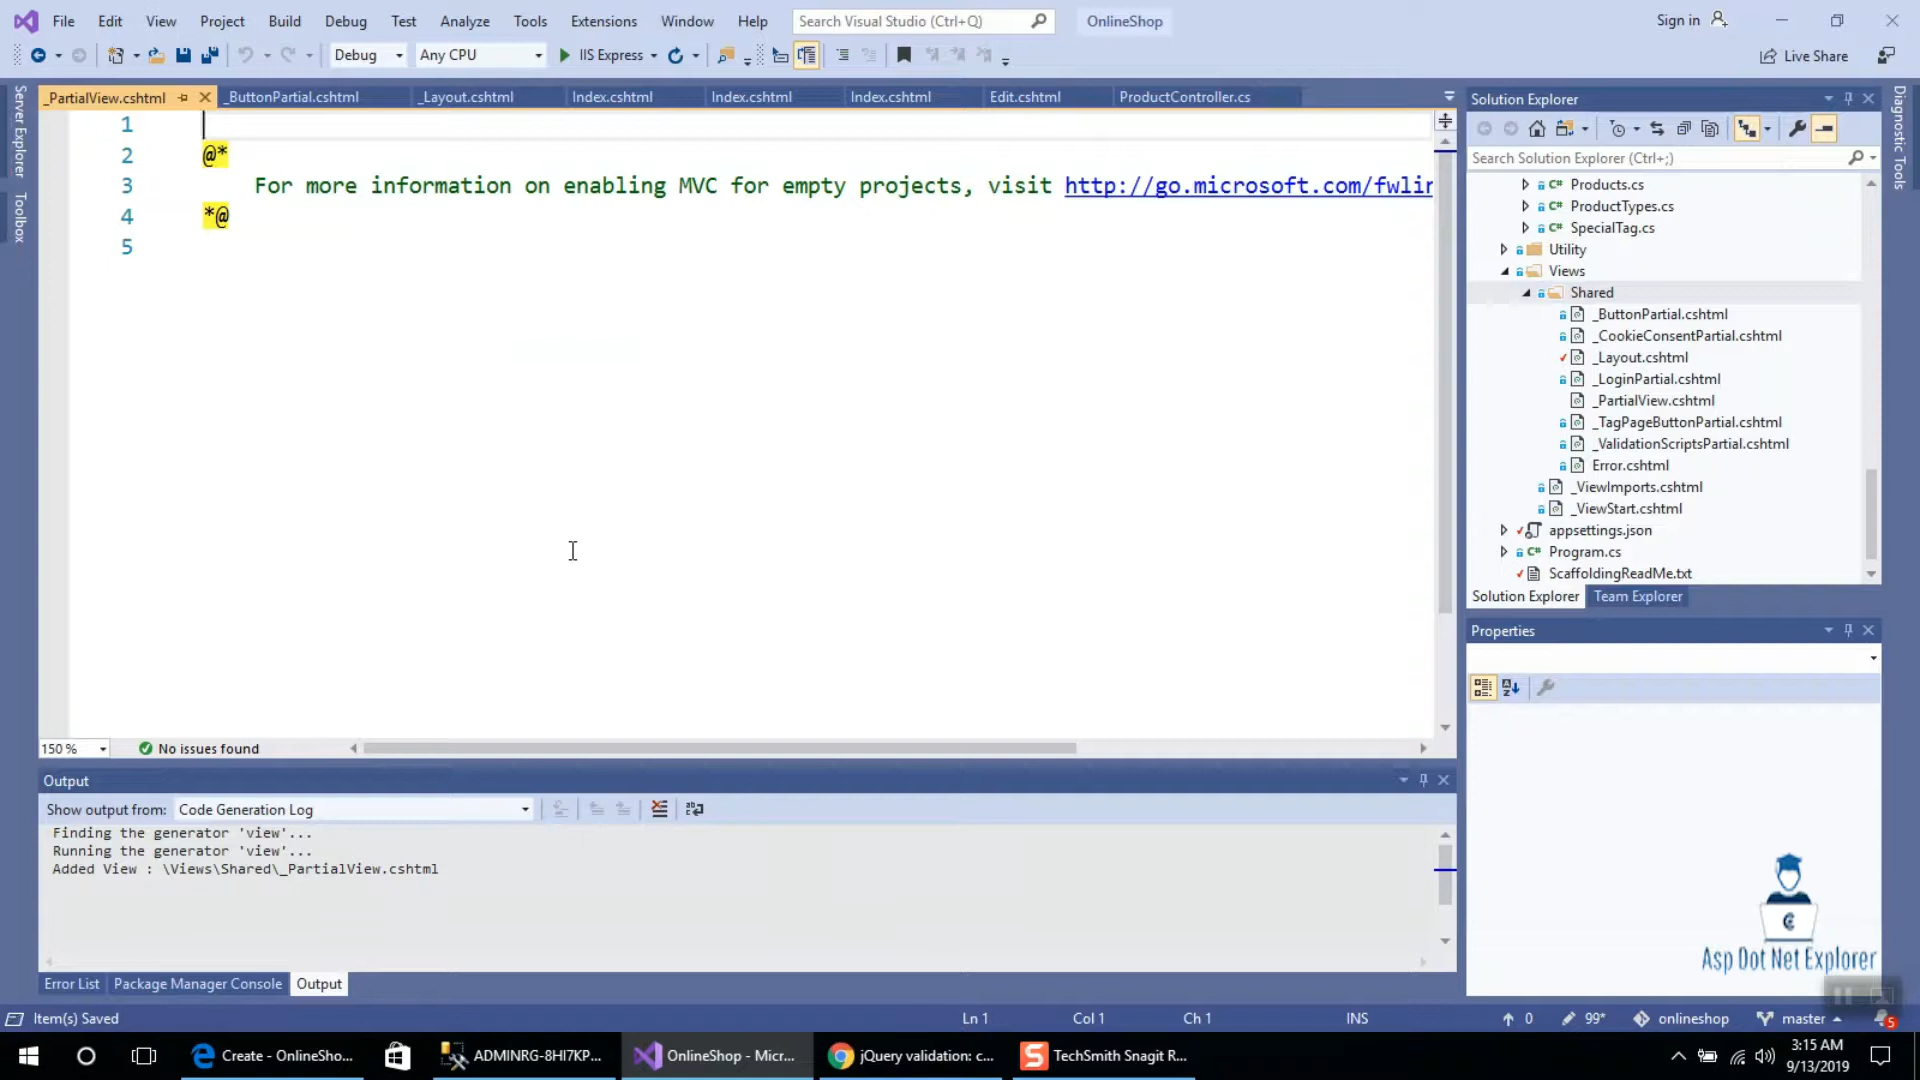 File Edit View Project Build Debug Test Analyze Tools Extensions Window Help Search Visual Studio (Ctrl+Q) OnlineShop Sign in
Debug Any CPU IIS Express Live Share
Server Explorer
Toolbox
_PartialView.cshtml _ButtonPartial.cshtml _Layout.cshtml Index.cshtml Index.cshtml Index.cshtml Edit.cshtml ProductController.cs
1
2 @*
3 For more information on enabling MVC for empty projects, visit http://go.microsoft.com/fwlin
4 *@
5
150 % No issues found
Solution Explorer
Search Solution Explorer (Ctrl+;)
C# Products.cs
C# ProductTypes.cs
C# SpecialTag.cs
Utility
Views
Shared
_ButtonPartial.cshtml
_CookieConsentPartial.cshtml
_Layout.cshtml
_LoginPartial.cshtml
_PartialView.cshtml
_TagPageButtonPartial.cshtml
_ValidationScriptsPartial.cshtml
Error.cshtml
_ViewImports.cshtml
_ViewStart.cshtml
appsettings.json
C# Program.cs
ScaffoldingReadMe.txt
Solution Explorer Team Explorer
Diagnostic Tools
Properties
Output
Show output from: Code Generation Log
Finding the generator 'view'...
Running the generator 'view'...
Added View : \Views\Shared\_PartialView.cshtml
Error List Package Manager Console Output
Asp Dot Net Explorer
Item(s) Saved Ln 1 Col 1 Ch 1 INS 0 99* onlineshop master 5
Create - OnlineSho... ADMINRG-8HI7KP... OnlineShop - Micr... jQuery validation: c... TechSmith Snagit R... 3:15 AM
9/13/2019